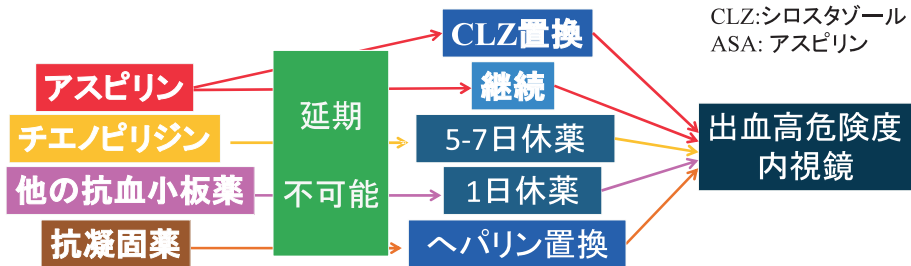 CLZ置換
CLZ:シロスタゾール
ASA: アスピリン
アスピリン
継続
延期
不可能
チエノピリジン
5-7日休薬
出血高危険度
内視鏡
他の抗血小板薬
1日休薬
抗凝固薬
ヘパリン置換